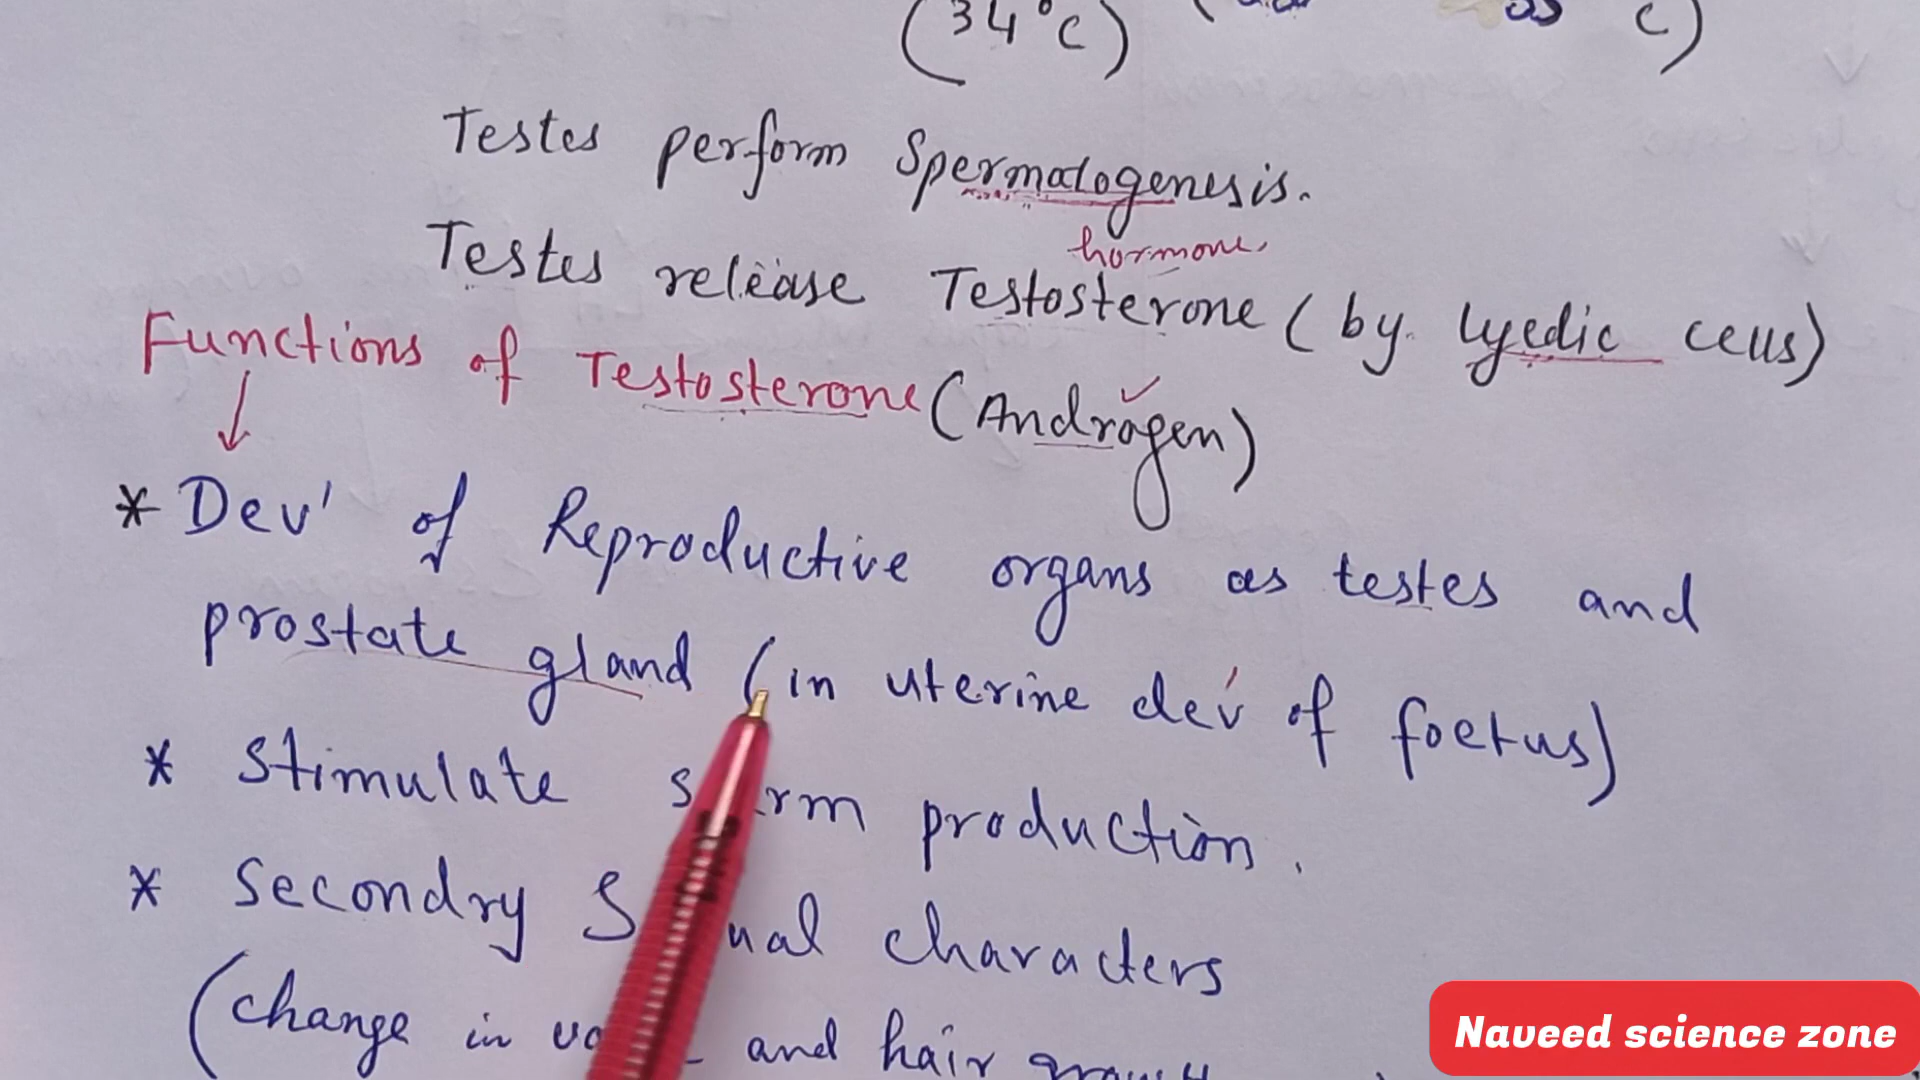 (34°C) C)
Testes perform Spermatogenesis.
hormone.
Testes release Testosterone (by lyedic cells)
Functions of Testosterone (Androgen)
* Dev' of Reproductive organs as testes and
prostate gland (in uterine dev' of foetus)
* Stimulate production.
* Secondry characters
(change in and hair
Naveed science zone